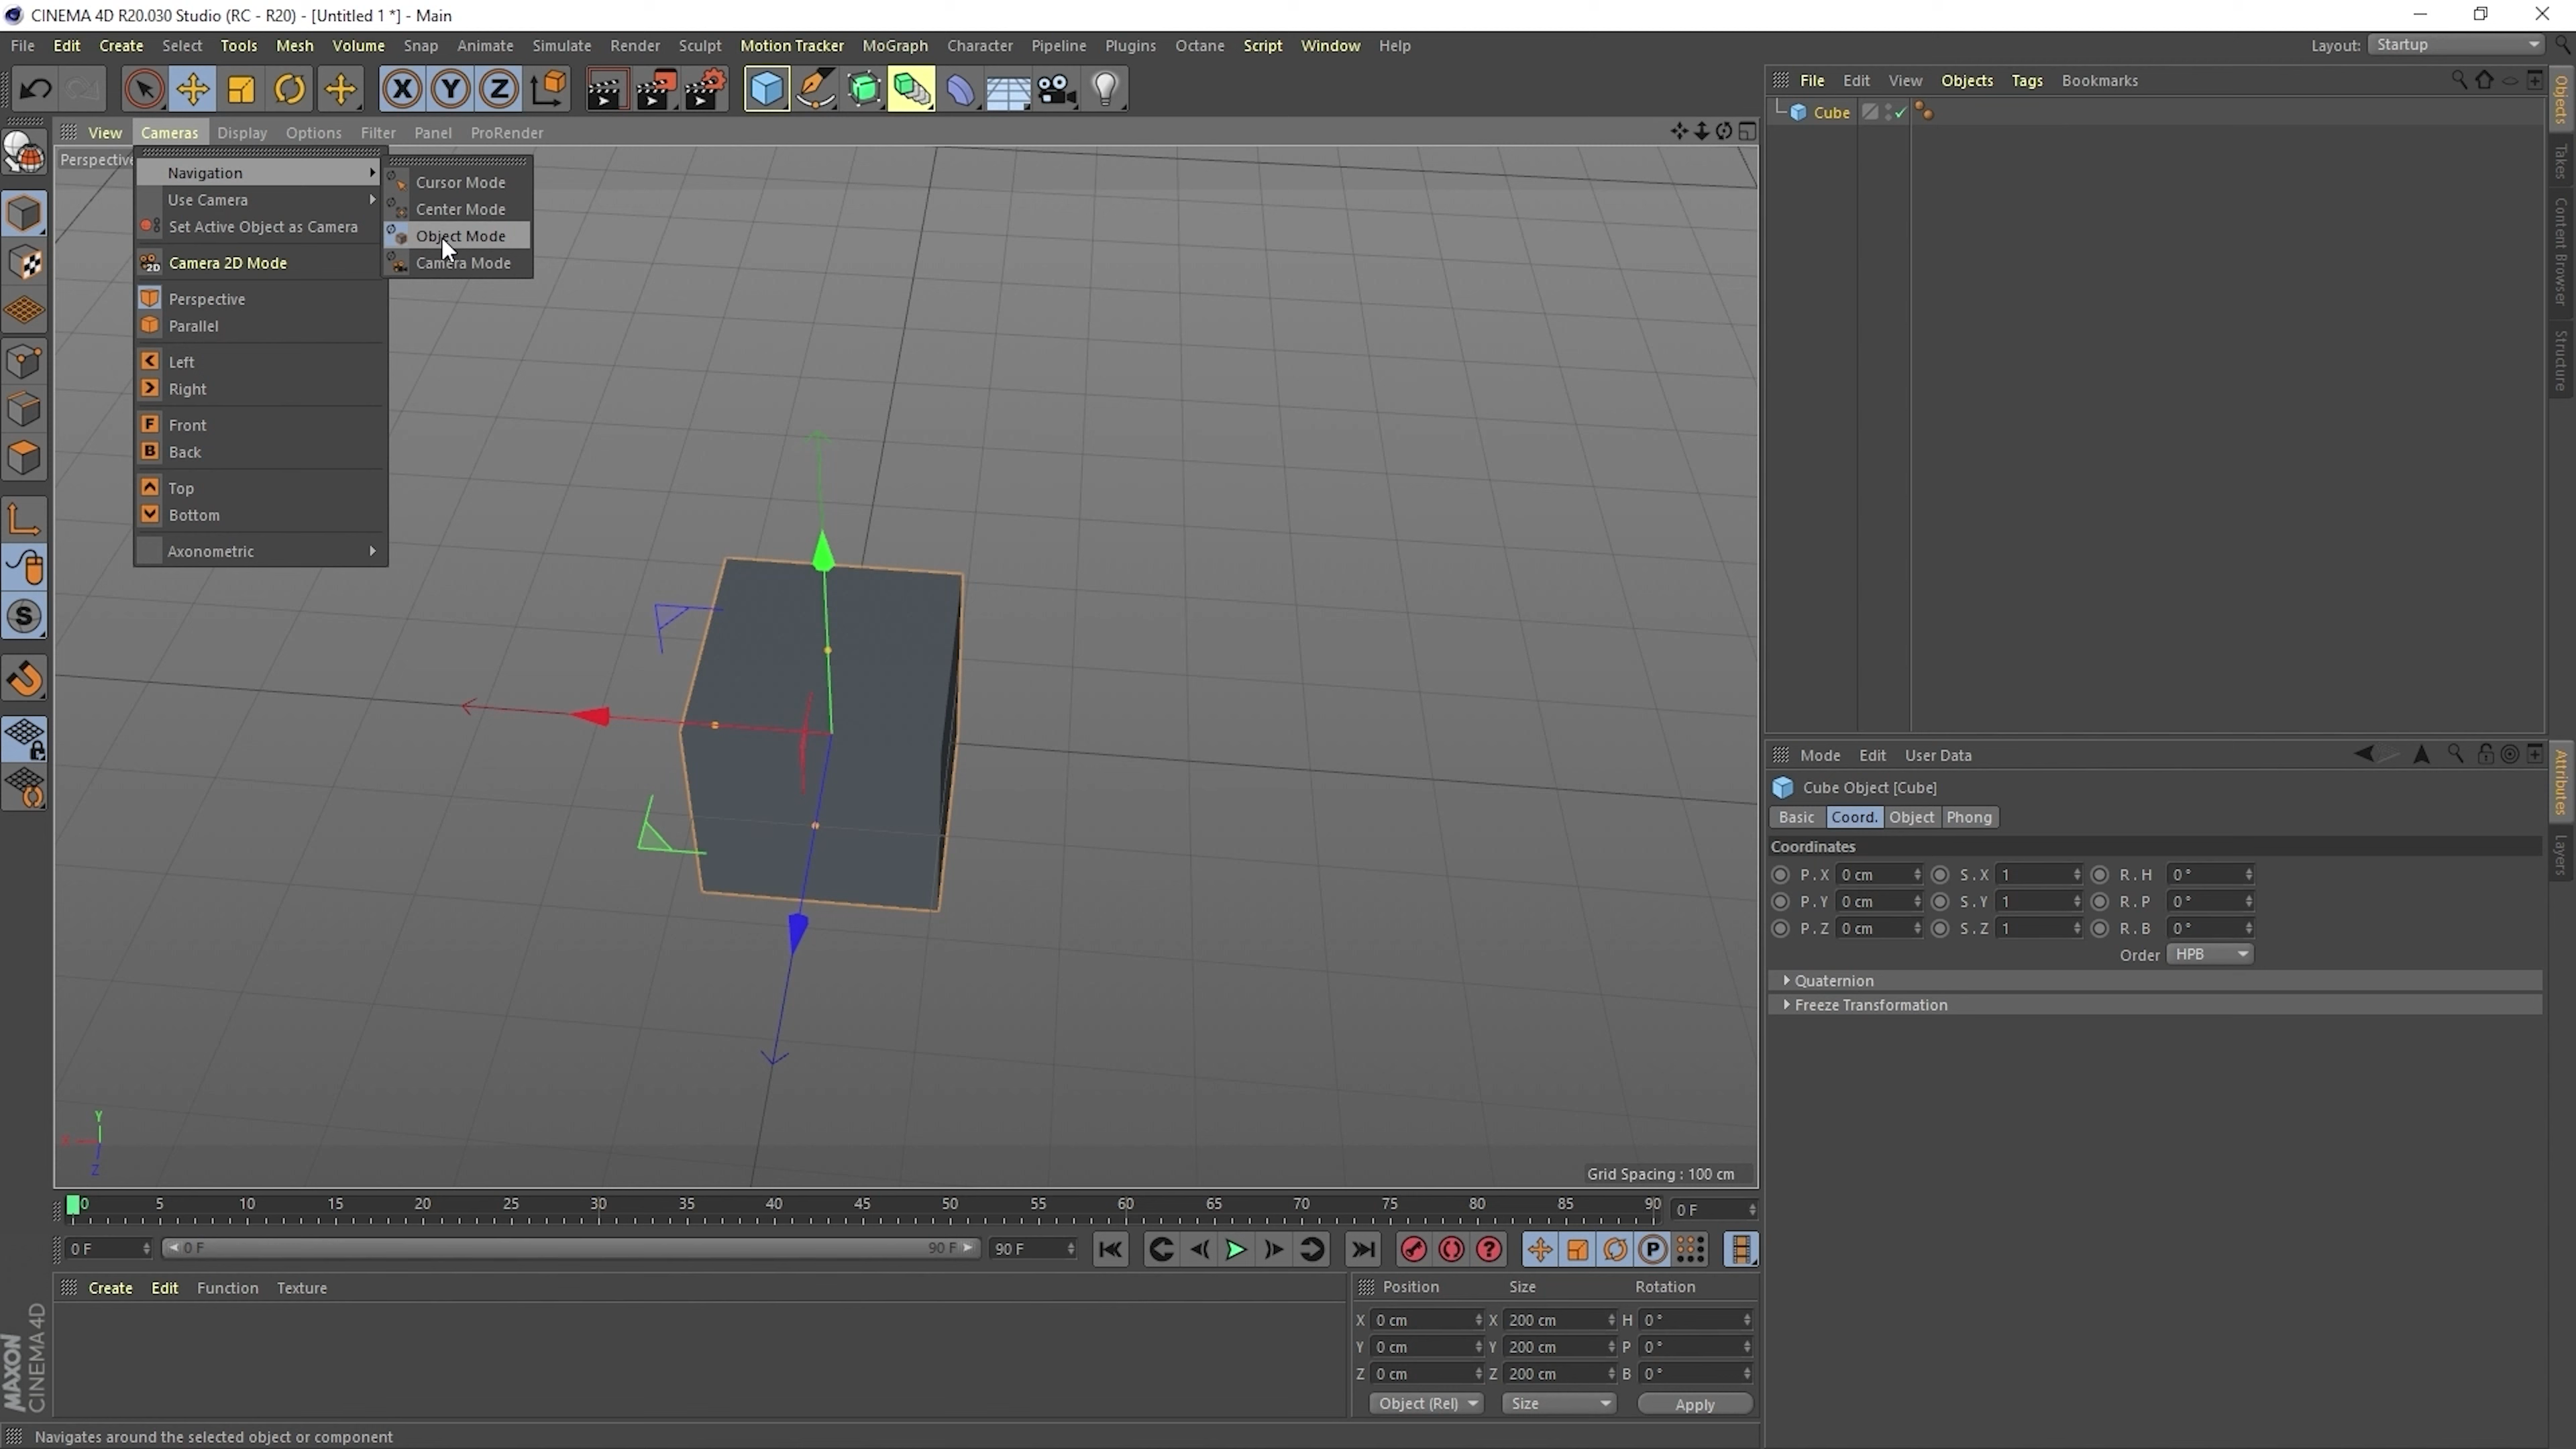 CINEMA 4D R20.030 Studio (RC - R20) - [Untitled 1 *] - Main
File Edit Create Select Tools Mesh Volume Snap Animate Simulate Render Sculpt Motion Tracker MoGraph Character Pipeline Plugins Octane Script Window Help Layout: Startup
X Y Z
View Cameras Display Options Filter Panel ProRender
Perspective
Navigation
Use Camera
Set Active Object as Camera
2D Camera 2D Mode
Perspective
Parallel
Left
Right
F Front
B Back
Top
Bottom
Axonometric
Cursor Mode
Center Mode
Object Mode
Camera Mode
S
Y
Z
Grid Spacing : 100 cm
0 5 10 15 20 25 30 35 40 45 50 55 60 65 70 75 80 85 90 0 F
0 F 0 F 90 F 90 F ? P
Create Edit Function Texture
Position Size Rotation
X 0 cm X 200 cm H 0 °
Y 0 cm Y 200 cm P 0 °
Z 0 cm Z 200 cm B 0 °
Object (Rel) Size Apply
MAXON
CINEMA 4D
Navigates around the selected object or component
File Edit View Objects Tags Bookmarks
Cube
Objects
Takes
Content Browser
Structure
Mode Edit User Data
Cube Object [Cube]
Basic Coord. Object Phong
Coordinates
P . X 0 cm S . X 1 R . H 0 °
P . Y 0 cm S . Y 1 R . P 0 °
P . Z 0 cm S . Z 1 R . B 0 °
Order HPB
Quaternion
Freeze Transformation
Attributes
Layers